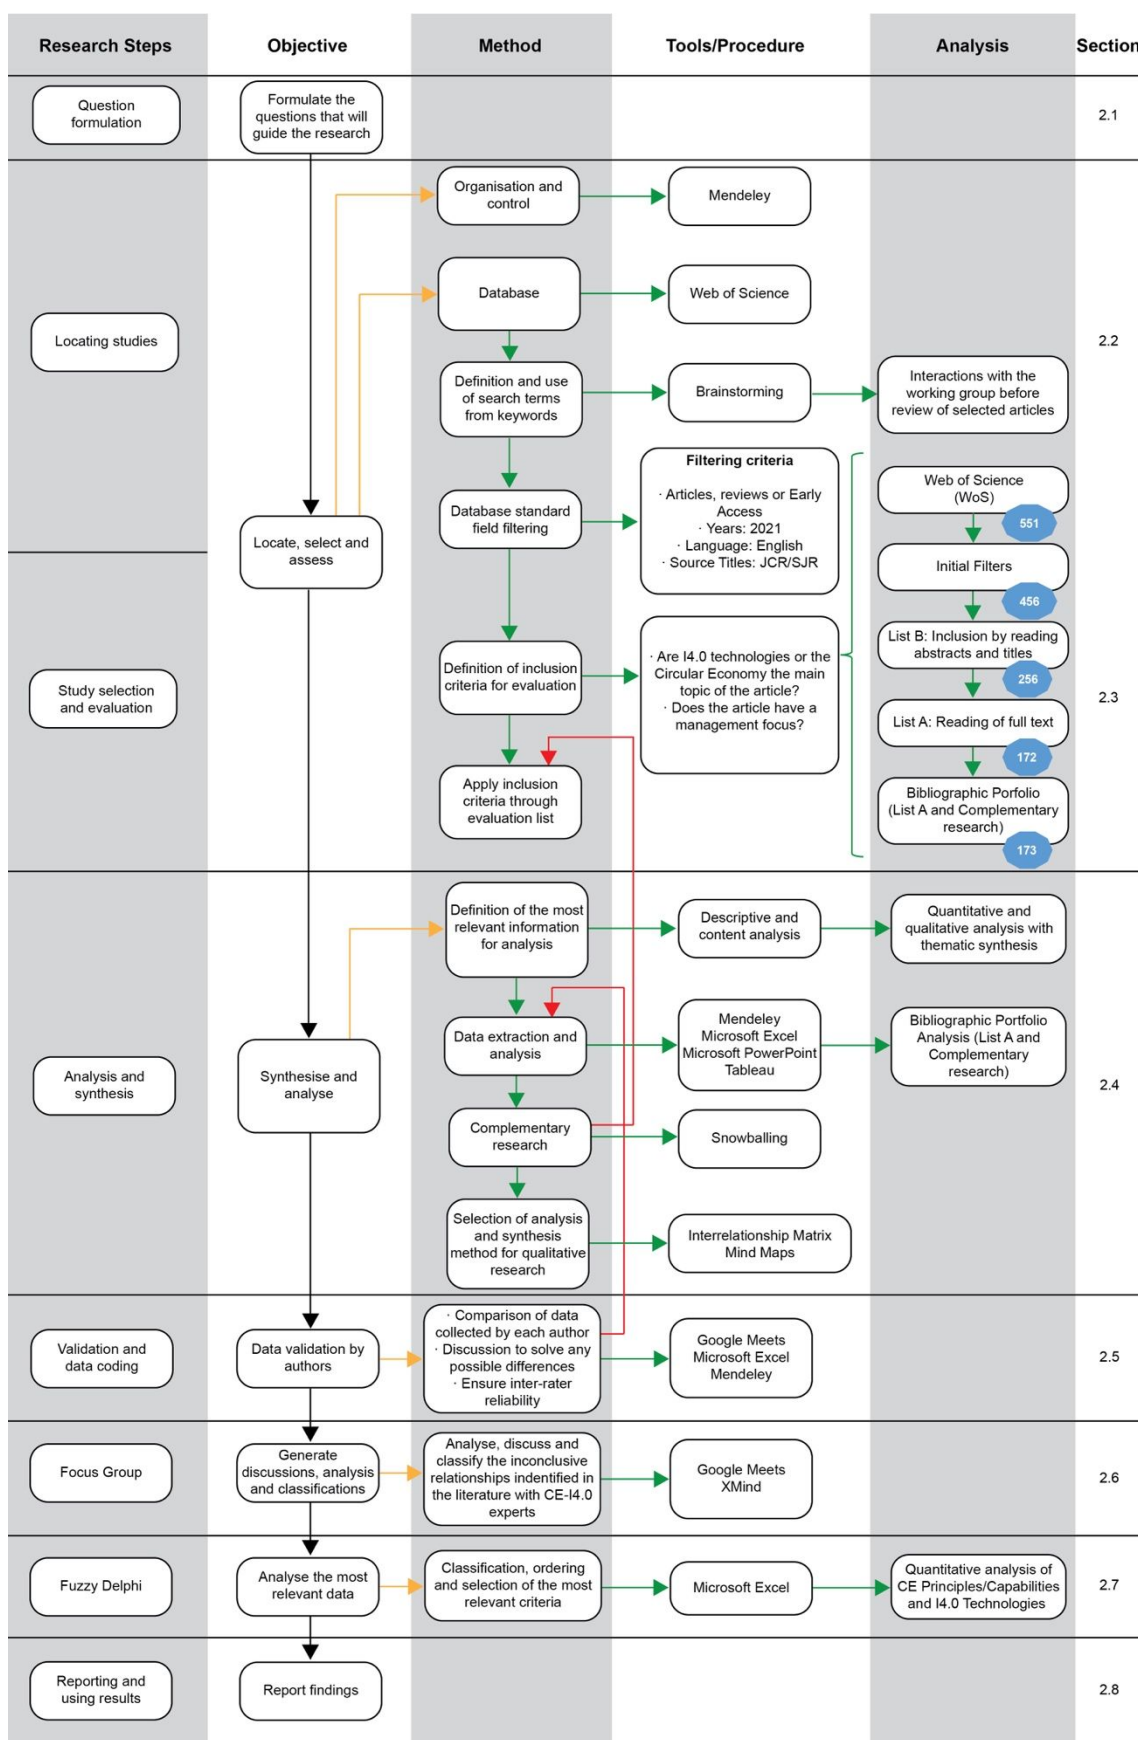 Research Steps
Objective
Method
Tools/Procedure
Analysis
Section
Question
formulation
Formulate the
questions that will
guide the research
2.1
Locating studies
Organisation and
control
Mendeley
Database
Web of Science
2.2
Definition and use
of search terms
from keywords
Brainstorming
Interactions with the
working group before
review of selected articles
Locate, select and
assess
Database standard
field filtering
Filtering criteria
· Articles, reviews or Early
Access
· Years: 2021
· Language: English
· Source Titles: JCR/SJR
Web of Science
(WoS)
551
Initial Filters
456
Study selection
and evaluation
Definition of inclusion
criteria for evaluation
· Are I4.0 technologies or the
Circular Economy the main
topic of the article?
· Does the article have a
management focus?
List B: Inclusion by reading
abstracts and titles
256
List A: Reading of full text
172
2.3
Apply inclusion
criteria through
evaluation list
Bibliographic Porfolio
(List A and Complementary
research)
173
Analysis and
synthesis
Synthesise and
analyse
Definition of the most
relevant information
for analysis
Descriptive and
content analysis
Quantitative and
qualitative analysis with
thematic synthesis
Data extraction and
analysis
Mendeley
Microsoft Excel
Microsoft PowerPoint
Tableau
Bibliographic Portfolio
Analysis (List A and
Complementary
research)
2.4
Complementary
research
Snowballing
Selection of analysis
and synthesis
method for qualitative
research
Interrelationship Matrix
Mind Maps
Validation and
data coding
Data validation by
authors
· Comparison of data
collected by each author
· Discussion to solve any
possible differences
· Ensure inter-rater
reliability
Google Meets
Microsoft Excel
Mendeley
2.5
Focus Group
Generate
discussions, analysis
and classifications
Analyse, discuss and
classify the inconclusive
relationships indentified in
the literature with CE-I4.0
experts
Google Meets
XMind
2.6
Fuzzy Delphi
Analyse the most
relevant data
Classification, ordering
and selection of the most
relevant criteria
Microsoft Excel
Quantitative analysis of
CE Principles/Capabilities
and I4.0 Technologies
2.7
Reporting and
using results
Report findings
2.8